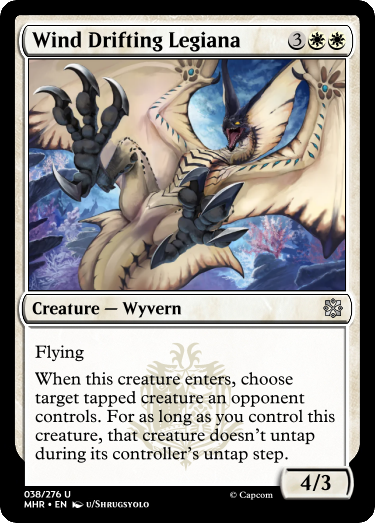 Wind Drifting Legiana 3
Creature — Wyvern
Flying
When this creature enters, choose
target tapped creature an opponent
controls. For as long as you control this
creature, that creature doesn't untap
during its controller's untap step.
4/3
038/276 U
MHR • EN u/Shrugsyolo
© Capcom